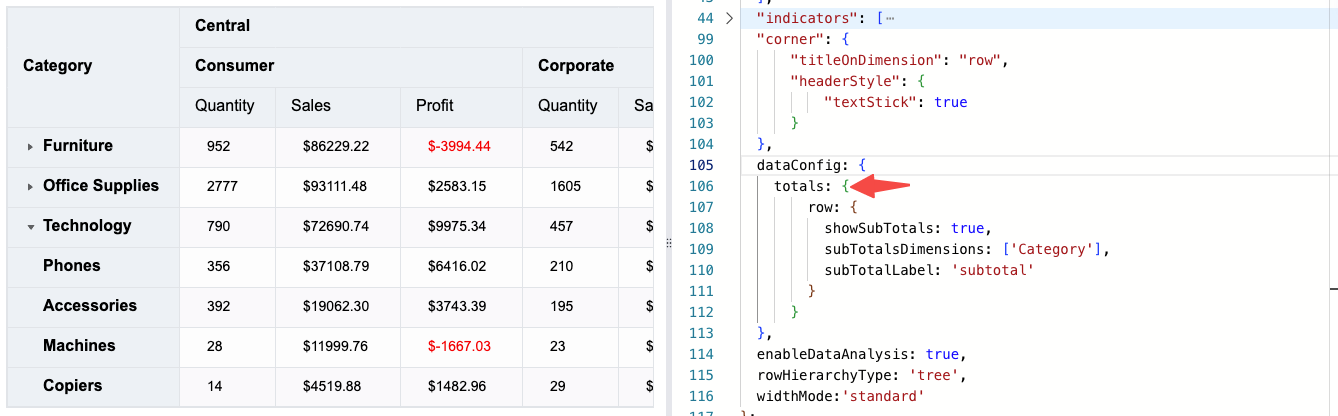 Central
Category
Consumer
Corporate
Quantity
Sales
Profit
Quantity
Sa
Furniture
952
$86229.22
$-3994.44
542
$
Office Supplies
2777
$93111.48
$2583.15
1605
$
Technology
790
$72690.74
$9975.34
457
$
Phones
356
$37108.79
$6416.02
210
$
Accessories
392
$19062.30
$3743.39
195
$
Machines
28
$11999.76
$-1667.03
23
$
Copiers
14
$4519.88
$1482.96
29
$
44 > "indicators": [⋯
99 "corner": {
100 "titleOnDimension": "row",
101 "headerStyle": {
102 "textStick": true
103 }
104 },
105 dataConfig: {
106 totals: {
107 row: {
108 showSubTotals: true,
109 subTotalsDimensions: ['Category'],
110 subTotalLabel: 'subtotal'
111 }
112 }
113 },
114 enableDataAnalysis: true,
115 rowHierarchyType: 'tree',
116 widthMode:'standard'